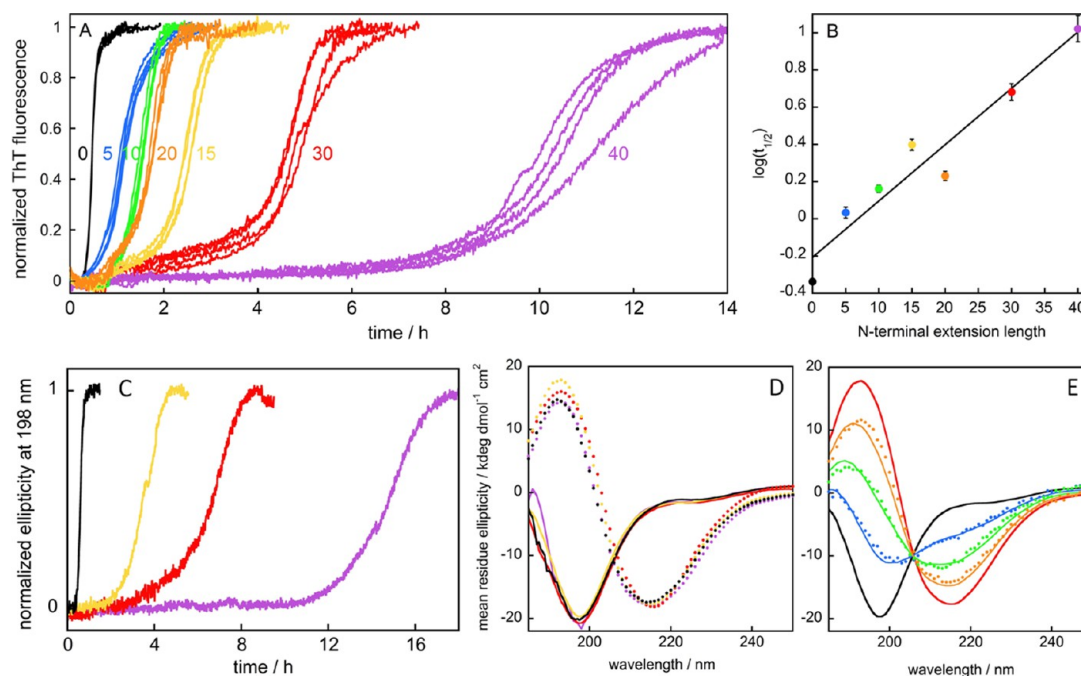 A
normalized ThT fluorescence
1
0.8
0.6
0.4
0.2
0
0 5 10 20 15 30 40
0 2 4 6 8 10 12 14
time / h
B
log(t1/2)
1
0.6
0.4
0.2
0
-0.2
-0.4
0 5 10 15 20 25 30 35 40
N-terminal extension length
C
normalized ellipticity at 198 nm
1
0
0 4 8 12 16
time / h
D
mean residue ellipticity / kdeg dmol⁻¹ cm²
20
10
0
-10
-20
200 220 240
wavelength / nm
E
20
10
0
-10
-20
200 220 240
wavelength / nm